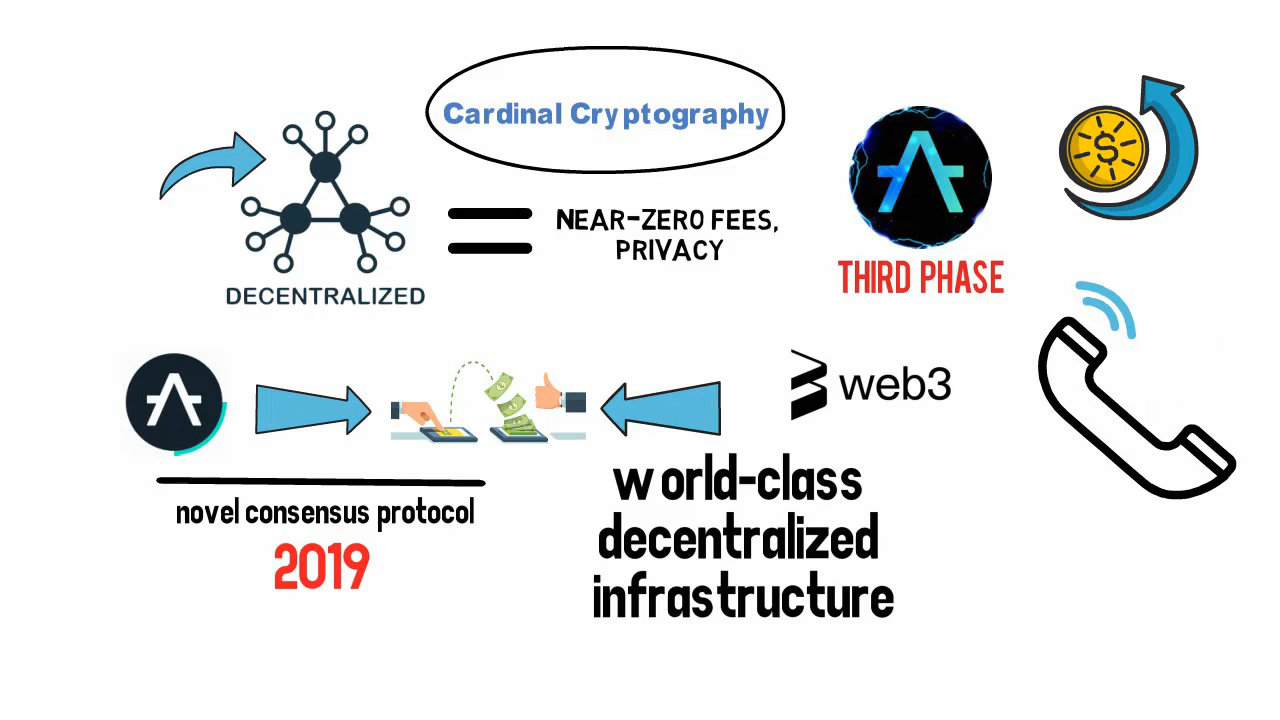 Cardinal Cryptography
DECENTRALIZED
NEAR-ZERO FEES,
PRIVACY
THIRD PHASE
web3
novel consensus protocol
2019
world-class
decentralized
infrastructure